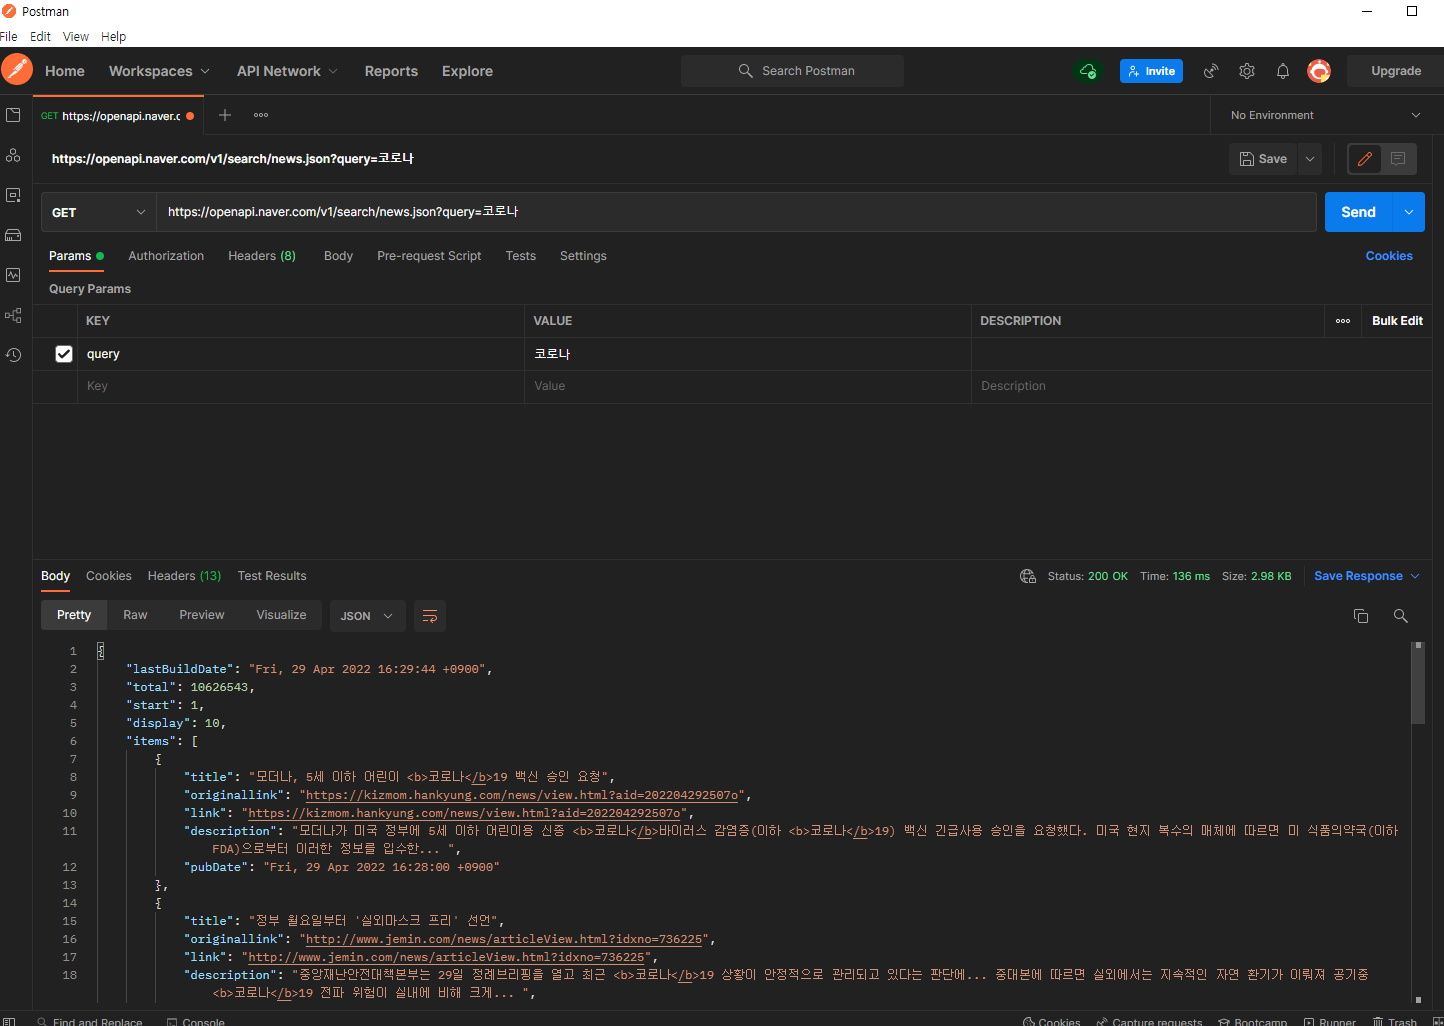 Postman
File Edit View Help
Home Workspaces API Network Reports Explore Search Postman Invite Upgrade
GET https://openapi.naver.c No Environment
https://openapi.naver.com/v1/search/news.json?query=코로나 Save
GET https://openapi.naver.com/v1/search/news.json?query=코로나 Send
Params Authorization Headers (8) Body Pre-request Script Tests Settings Cookies
Query Params
KEY VALUE DESCRIPTION Bulk Edit
query 코로나
Key Value Description
Body Cookies Headers (13) Test Results Status: 200 OK Time: 136 ms Size: 2.98 KB Save Response
Pretty Raw Preview Visualize JSON
1 {
2 "lastBuildDate": "Fri, 29 Apr 2022 16:29:44 +0900",
3 "total": 10626543,
4 "start": 1,
5 "display": 10,
6 "items": [
7 {
8 "title": "모더나, 5세 이하 어린이 <b>코로나</b>19 백신 승인 요청",
9 "originallink": "https://kizmom.hankyung.com/news/view.html?aid=202204292507o",
10 "link": "https://kizmom.hankyung.com/news/view.html?aid=202204292507o",
11 "description": "모더나가 미국 정부에 5세 이하 어린이용 신종 <b>코로나</b>바이러스 감염증(이하 <b>코로나</b>19) 백신 긴급사용 승인을 요청했다. 미국 현지 복수의 매체에 따르면 미 식품의약국(이하
FDA)으로부터 이러한 정보를 입수한... ",
12 "pubDate": "Fri, 29 Apr 2022 16:28:00 +0900"
13 },
14 {
15 "title": "정부 월요일부터 '실외마스크 프리' 선언",
16 "originallink": "http://www.jemin.com/news/articleView.html?idxno=736225",
17 "link": "http://www.jemin.com/news/articleView.html?idxno=736225",
18 "description": "중앙재난안전대책본부는 29일 정례브리핑을 열고 최근 <b>코로나</b>19 상황이 안정적으로 관리되고 있다는 판단에... 중대본에 따르면 실외에서는 지속적인 자연 환기가 이뤄져 공기중
<b>코로나</b>19 전파 위험이 실내에 비해 크게... ",
Find and Replace Console Cookies Capture requests Bootcamp Runner Trash